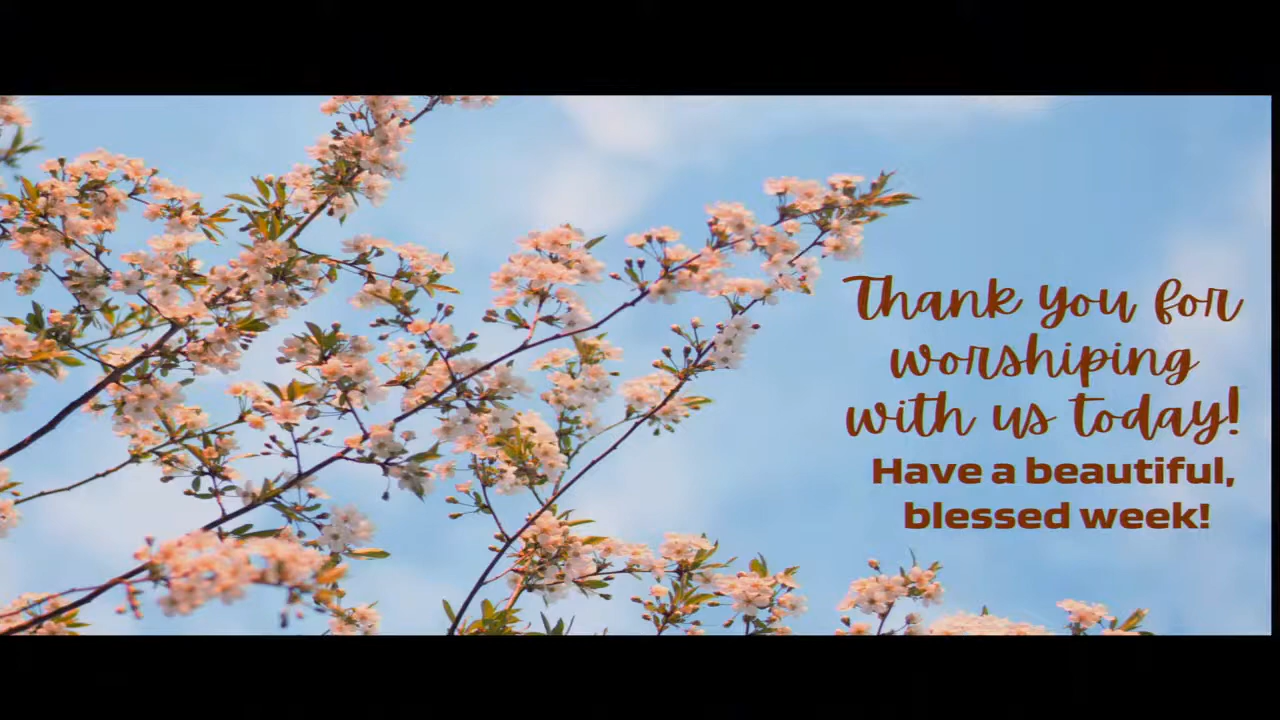 Thank you for
worshiping
with us today!
Have a beautiful,
blessed week!